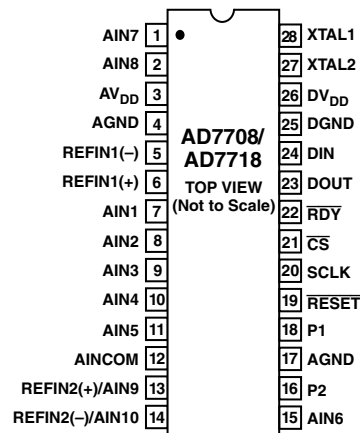 AIN7 1
AIN8 2
AVDD 3
AGND 4
REFIN1(–) 5
REFIN1(+) 6
AIN1 7
AIN2 8
AIN3 9
AIN4 10
AIN5 11
AINCOM 12
REFIN2(+)/AIN9 13
REFIN2(–)/AIN10 14
AD7708/
AD7718
TOP VIEW
(Not to Scale)
28 XTAL1
27 XTAL2
26 DVDD
25 DGND
24 DIN
23 DOUT
22 RDY
21 CS
20 SCLK
19 RESET
18 P1
17 AGND
16 P2
15 AIN6